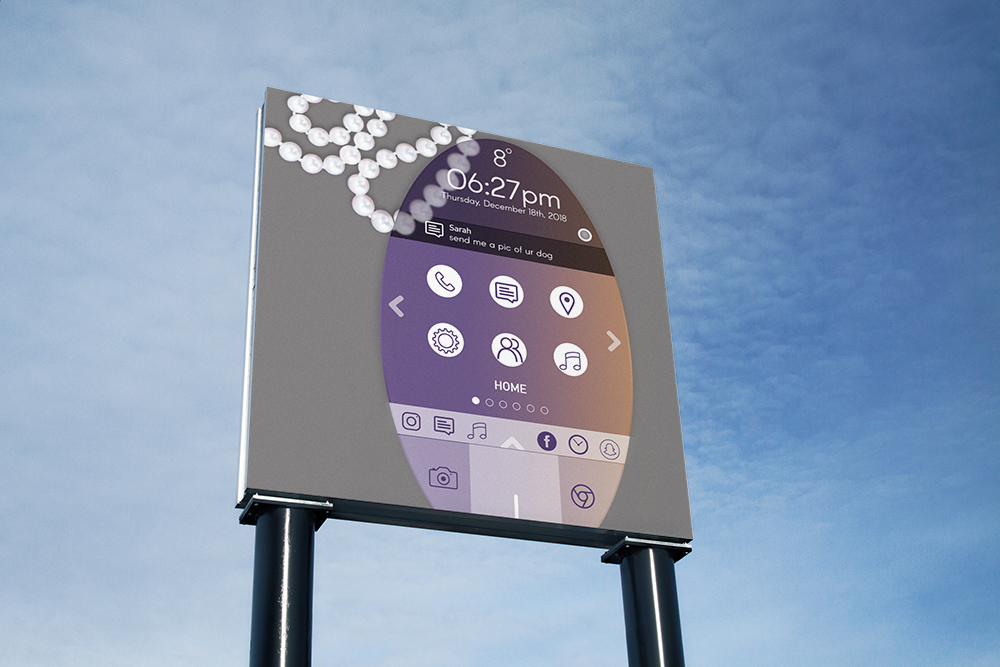 8°
06:27pm
Thursday, December 18th, 2018
Sarah
send me a pic of ur dog
HOME
f